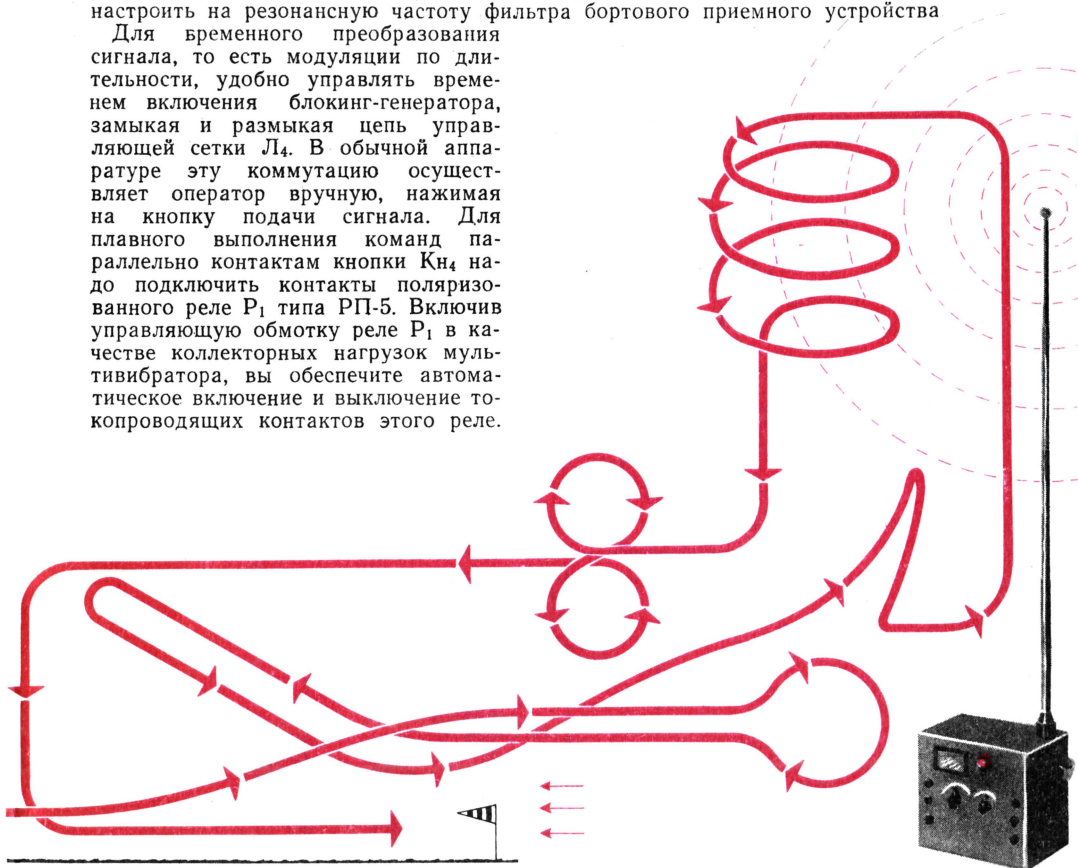 настроить на резонансную частоту фильтра бортового приемного устройства
Для временного преобразования
сигнала, то есть модуляции по дли-
тельности, удобно управлять време-
нем включения блокинг-генератора,
замыкая и размыкая цепь управ-
ляющей сетки Л₄. В обычной аппа-
ратуре эту коммутацию осущест-
вляет оператор вручную, нажимая
на кнопку подачи сигнала. Для
плавного выполнения команд па-
раллельно контактам кнопки Кн₄ на-
до подключить контакты поляризо-
ванного реле Р₁ типа РП-5. Включив
управляющую обмотку реле Р₁ в ка-
честве коллекторных нагрузок муль-
тивибратора, вы обеспечите автома-
тическое включение и выключение то-
копроводящих контактов этого реле.